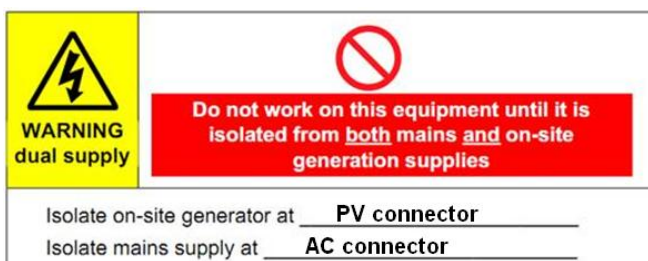 WARNING
dual supply
Do not work on this equipment until it is
isolated from both mains and on-site
generation supplies
Isolate on-site generator at PV connector
Isolate mains supply at AC connector